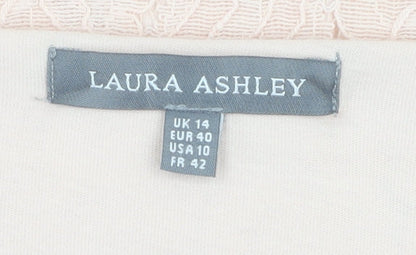 LAURA ASHLEY
UK 14
EUR 40
USA 10
FR 42